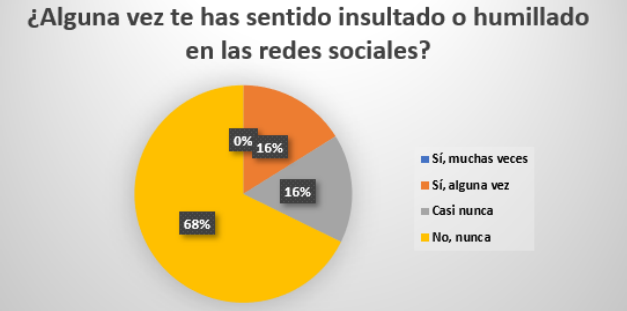 ¿Alguna vez te has sentido insultado o humillado
en las redes sociales?
0%
16%
16%
68%
Sí, muchas veces
Sí, alguna vez
Casi nunca
No, nunca